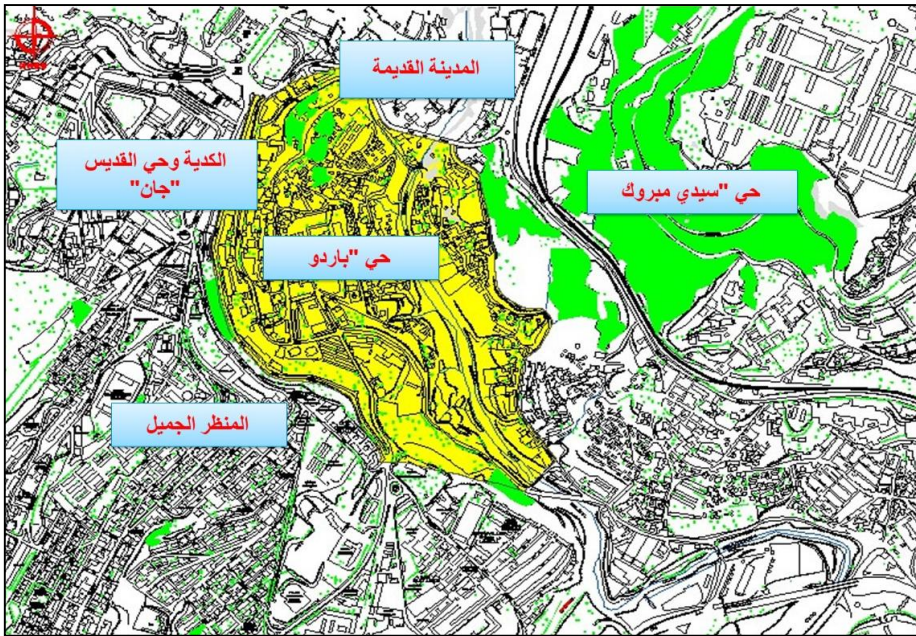 المدينة القديمة
الكدية وحي القديس
"جان"
حي "سيدي مبروك
حي "باردو
المنظر الجميل